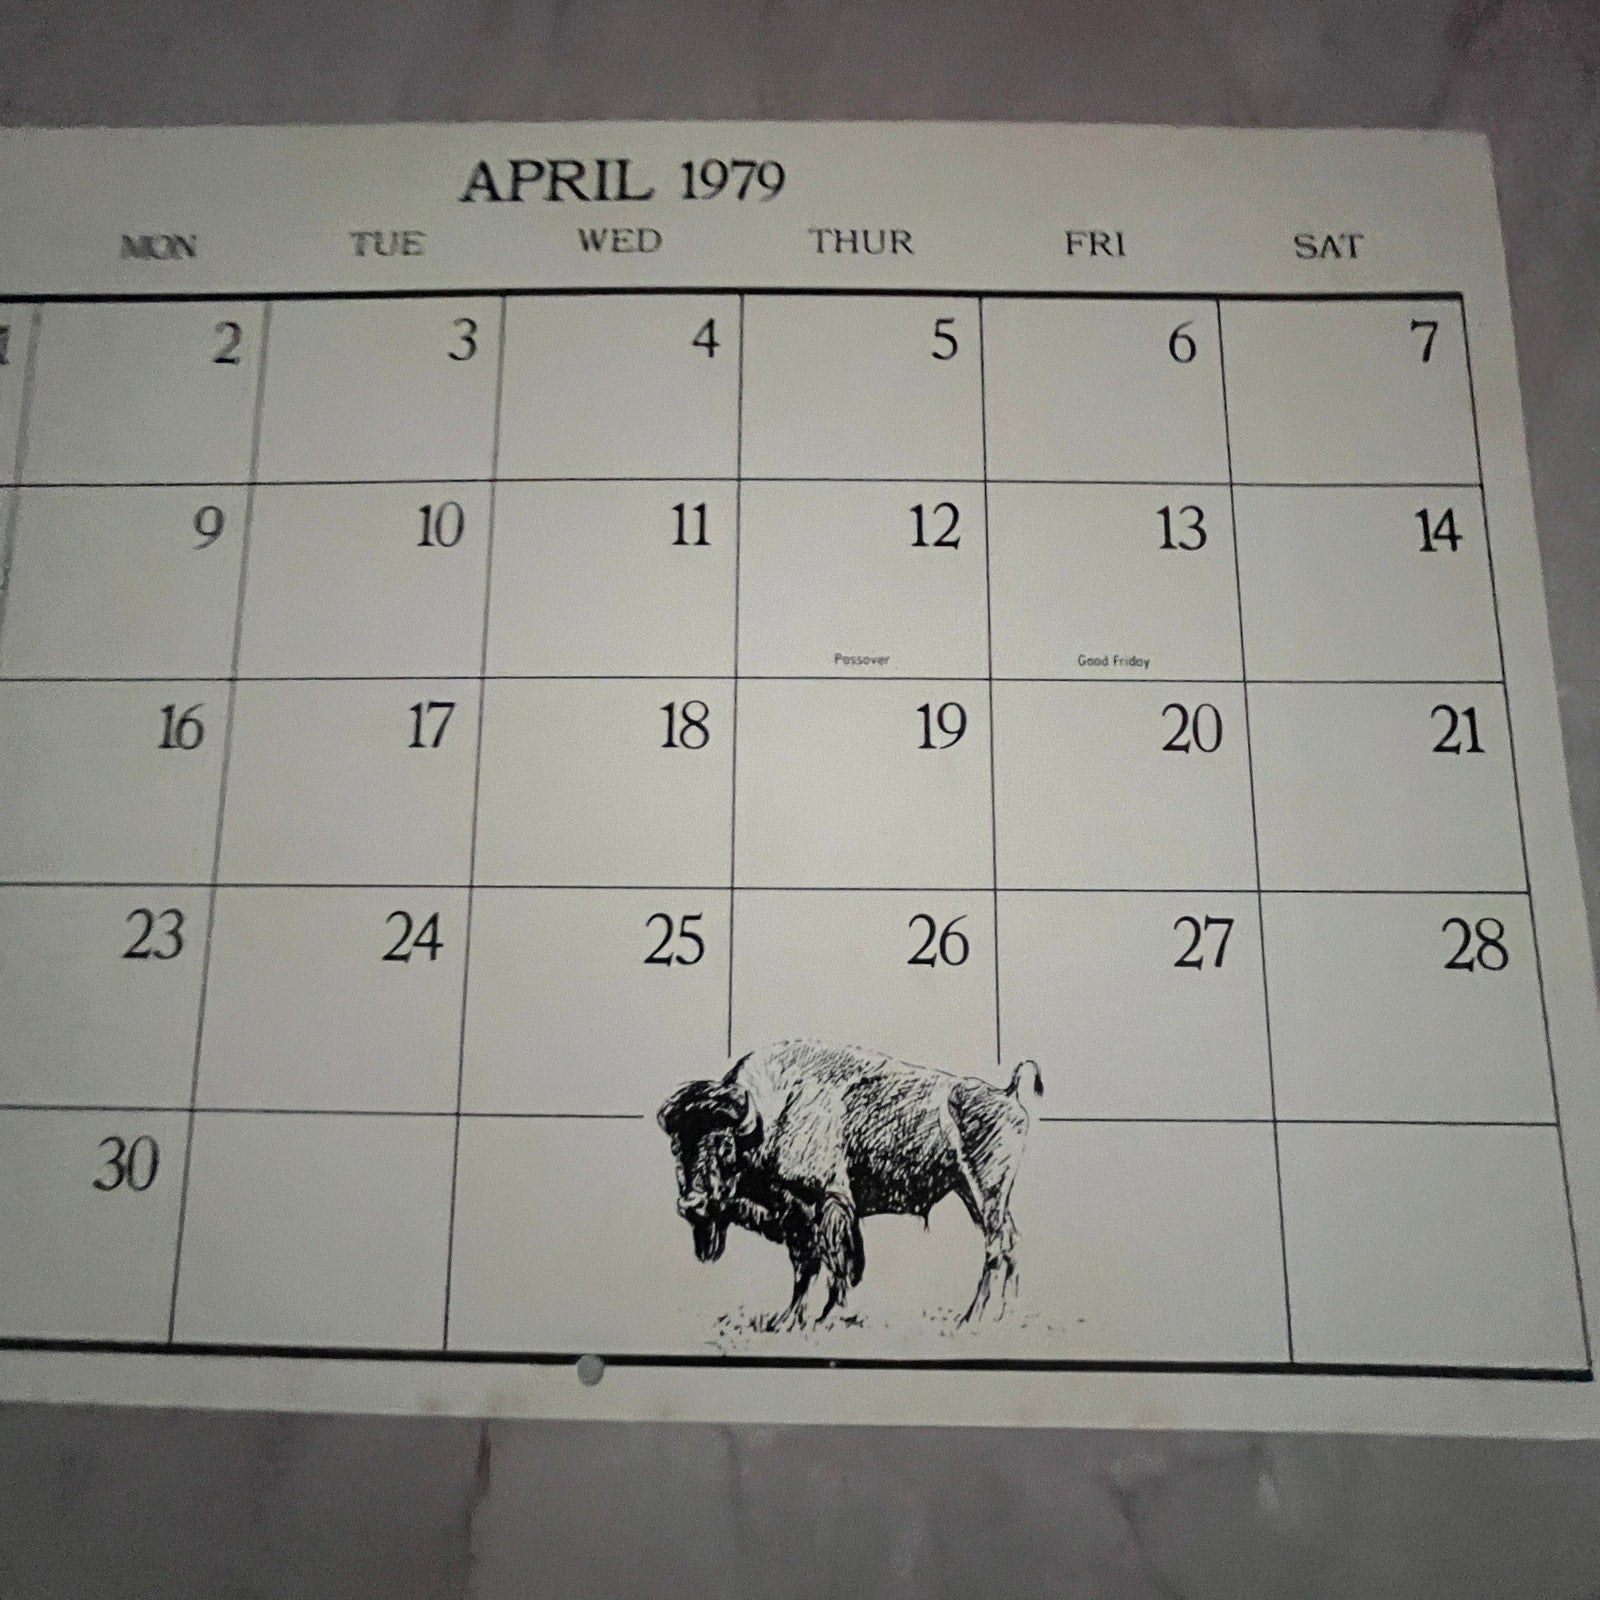 APRIL 1979
MON TUE WED THUR FRI SAT
1 2 3 4 5 6 7
9 10 11 12 13 14
Passover Good Friday
16 17 18 19 20 21
23 24 25 26 27 28
30